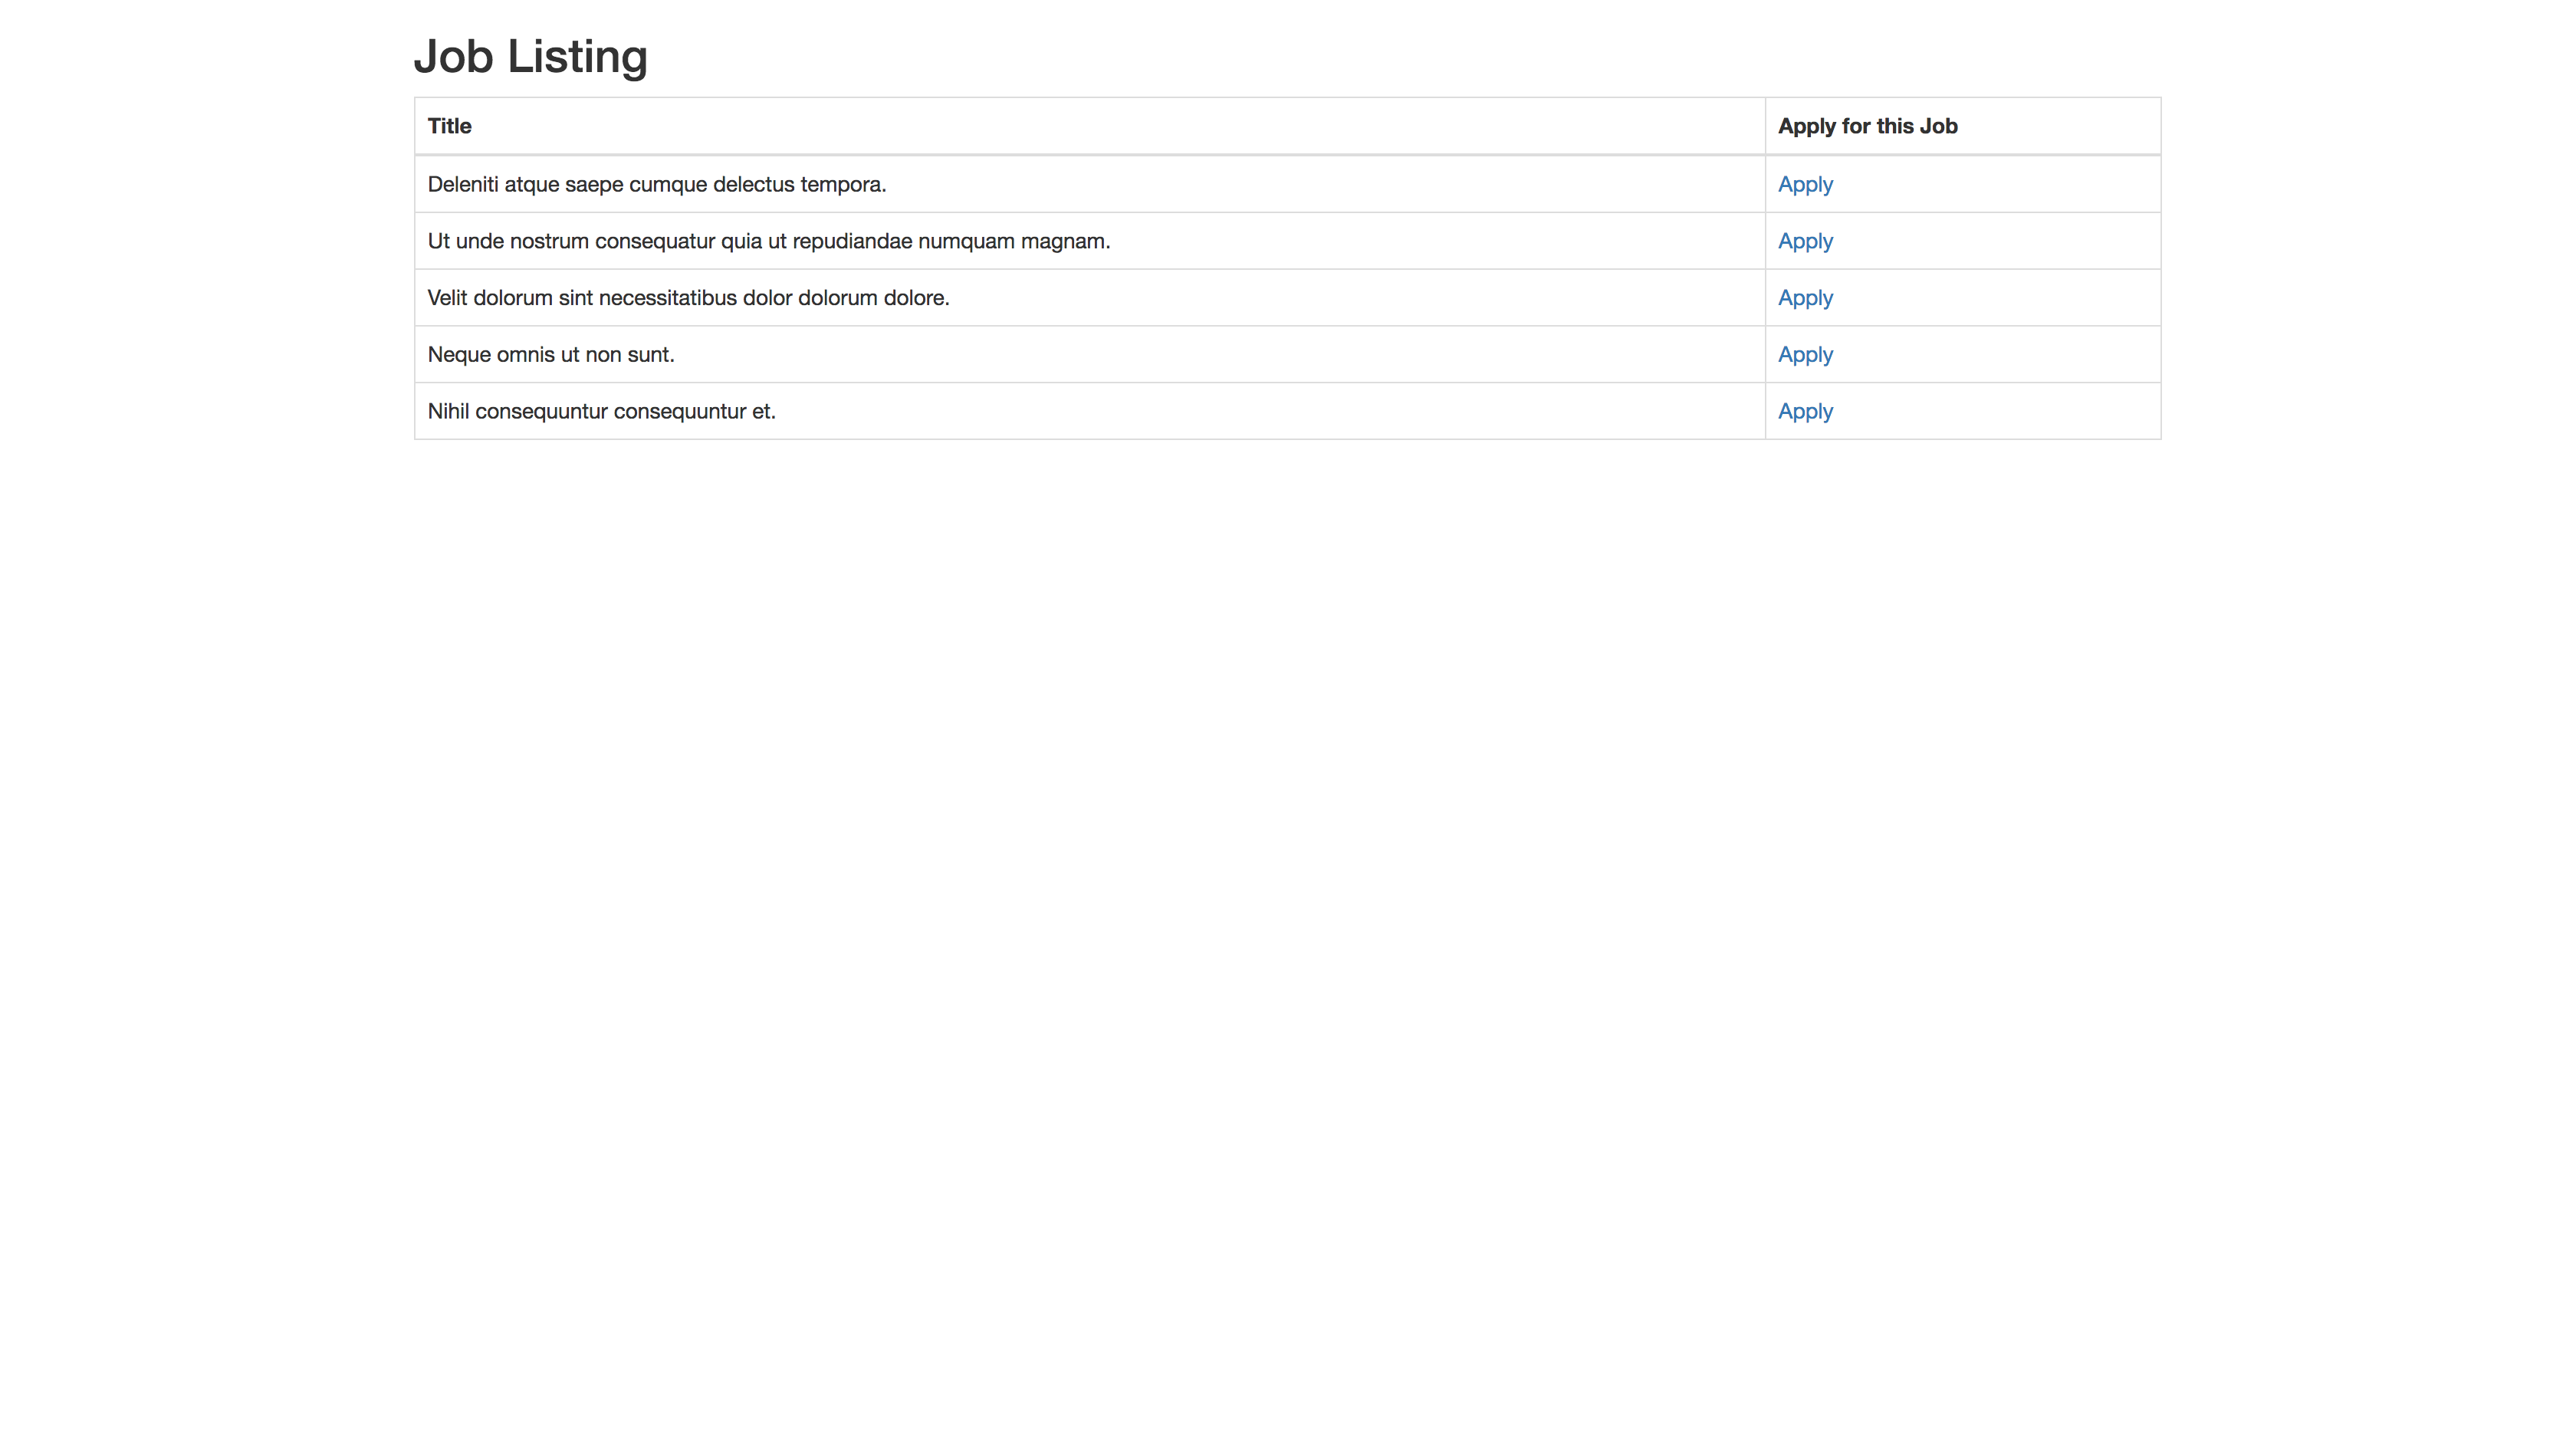 Job Listing
Title Apply for this Job
Deleniti atque saepe cumque delectus tempora. Apply
Ut unde nostrum consequatur quia ut repudiandae numquam magnam. Apply
Velit dolorum sint necessitatibus dolor dolorum dolore. Apply
Neque omnis ut non sunt. Apply
Nihil consequuntur consequuntur et. Apply